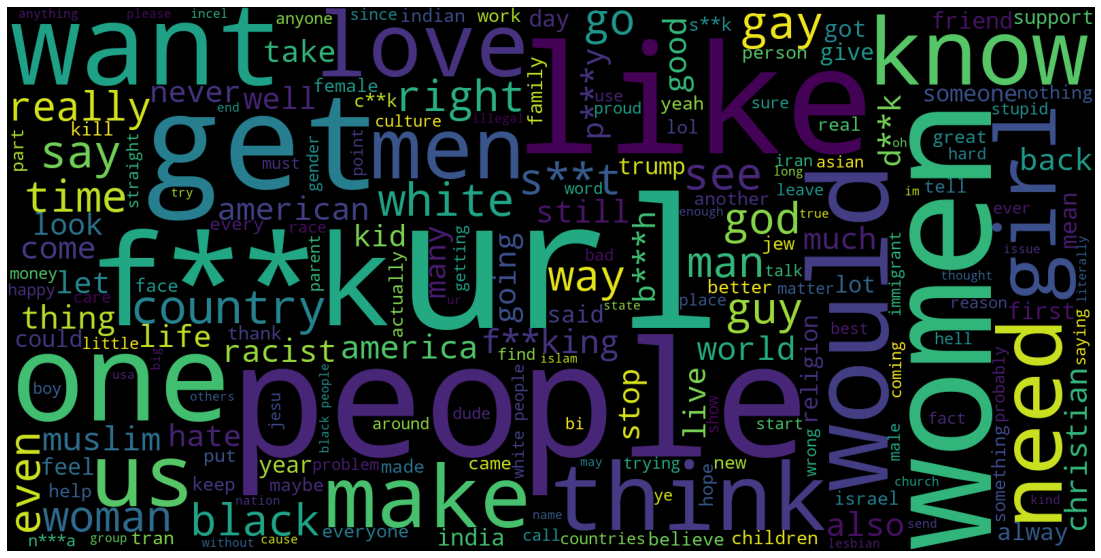 want
anything
please
incel
anyone
since
indian
work
day
s**k
go
gay
got
friend
support
take
love
like
good
person
give
know
really
never
well
female
c**k
right
culture
use
proud
yeah
sure
someone
nothing
kill
family
p***y
lol
real
d**k
oh
great
stupid
part
say
straight
get
end
men
illegal
hard
girl
back
must
gender
point
s**t
trump
iran
asian
long
time
try
word
see
leave
im
tell
american
white
still
another
enough
true
ever
mean
look
every
race
god
jew
much
women
issue
come
f**k
url
kid
many
getting
bad
way
b***h
man
talk
would
immigrant
thought
literally
money
let
country
parent
actually
going
ur
better
matter
lot
reason
first
happy
care
face
said
state
place
guy
best
hell
saying
thing
could
little
life
thank
f**king
world
religion
coming
need
one
big
racist
america
find
islam
probably
boy
usa
others
people
jesu
black people
dude
white people
bi
stop
live
show
start
wrong
male
fact
something
christian
even
muslim
hate
around
feel
put
year
problem
made
came
may
trying
new
israel
church
kind
us
make
think
help
keep
maybe
nation
ye
hope
also
alway
woman
black
everyone
name
children
send
lesbian
n***a
group
tran
without
cause
india
call
countries
believe